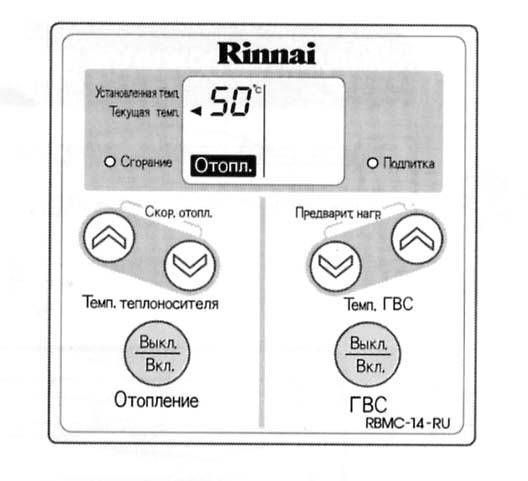 Rinnai
Установленная темп.
Текущая темп.
◄ 50 °C
Сгорание
Отопл.
Подпитка
Скор. отопл.
Предварит. нагр.
Темп. теплоносителя
Темп. ГВС
Выкл.
Вкл.
Выкл.
Вкл.
Отопление
ГВС
RBMC-14-RU